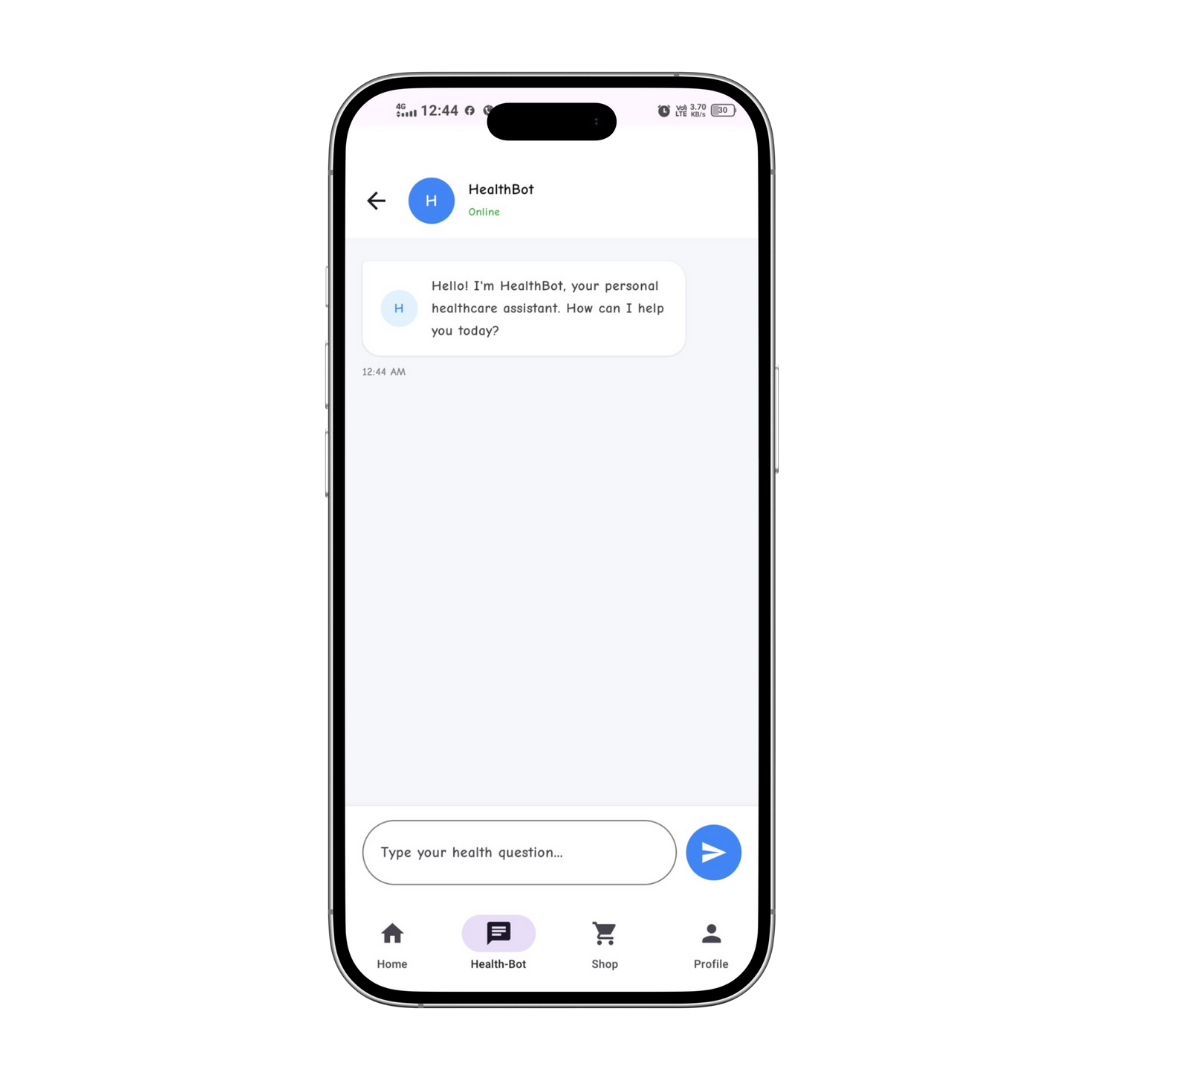 4G 12:44 Vo) LTE 3.70 KB/s 30
H
HealthBot
Online
H
Hello! I'm HealthBot, your personal
healthcare assistant. How can I help
you today?
12:44 AM
Type your health question...
Home Health-Bot Shop Profile